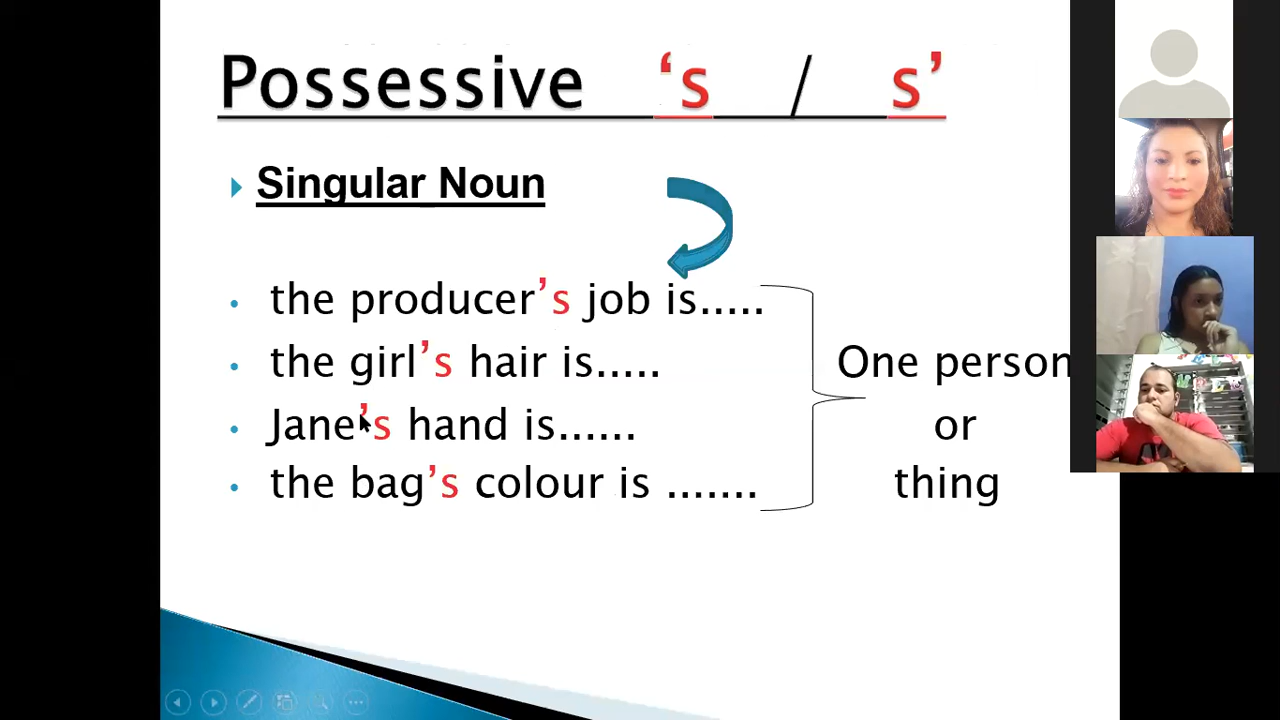 Possessive ‘s / s’
Singular Noun
the producer’s job is.....
the girl’s hair is.....
Jane’s hand is......
the bag’s colour is .......
One person
or
thing